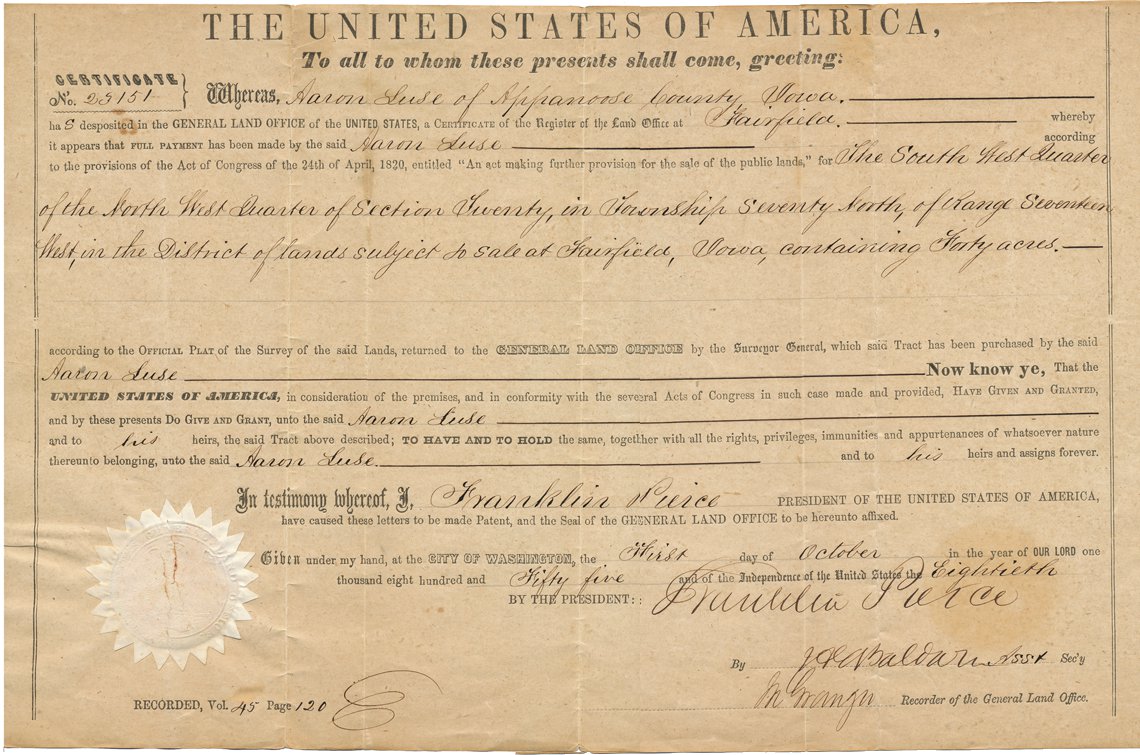 THE UNITED STATES OF AMERICA,
To all to whom these presents shall come, greeting:
CERTIFICATE
No. 23151
Whereas, Aaron Luse of Appanoose County, Iowa.
haS desposited in the GENERAL LAND OFFICE of the UNITED STATES, a CERTIFICATE of the Register of the Land Office at Fairfield. whereby
it appears that FULL PAYMENT has been made by the said Aaron Luse according
to the provisions of the Act of Congress of the 24th of April, 1820, entitled "An act making further provision for the sale of the public lands," for The South West Quarter
of the North West Quarter of Section Twenty, in Township Seventy North, of Range Seventeen
West, in the District of lands subject to sale at Fairfield, Iowa, containing Forty acres.
according to the OFFICIAL PLAT of the Survey of the said Lands, returned to the GENERAL LAND OFFICE by the Surveyor General, which said Tract has been purchased by the said
Aaron Luse Now know ye, That the
UNITED STATES OF AMERICA, in consideration of the premises, and in conformity with the several Acts of Congress in such case made and provided, HAVE GIVEN AND GRANTED,
and by these presents DO GIVE AND GRANT, unto the said Aaron Luse
and to his heirs, the said Tract above described; TO HAVE AND TO HOLD the same, together with all the rights, privileges, immunities and appurtenances of whatsoever nature
thereunto belonging, unto the said Aaron Luse. and to his heirs and assigns forever.
In testimony whereof, I, Franklin Pierce PRESIDENT OF THE UNITED STATES OF AMERICA,
have caused these letters to be made Patent, and the Seal of the GENERAL LAND OFFICE to be hereunto affixed.
Given under my hand, at the CITY OF WASHINGTON, the First day of October in the year of OUR LORD one
thousand eight hundred and Fifty five and of the Independence of the United States the Eightieth
BY THE PRESIDENT:: Franklin Pierce
By Asst Sec'y
Recorder of the General Land Office.
RECORDED, Vol. 45 Page 120